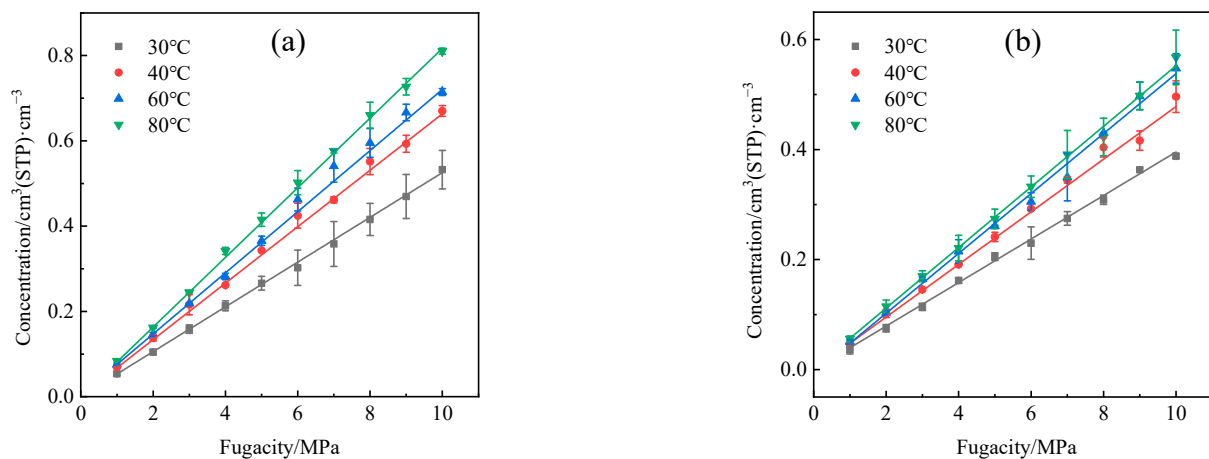 (a)
30℃
40℃
60℃
80℃
0.8
0.6
0.4
0.2
0.0
0 2 4 6 8 10
Concentration/cm³(STP)·cm⁻³
Fugacity/MPa
(b)
30℃
40℃
60℃
80℃
0.6
0.4
0.2
0.0
0 2 4 6 8 10
Concentration/cm³(STP)·cm⁻³
Fugacity/MPa